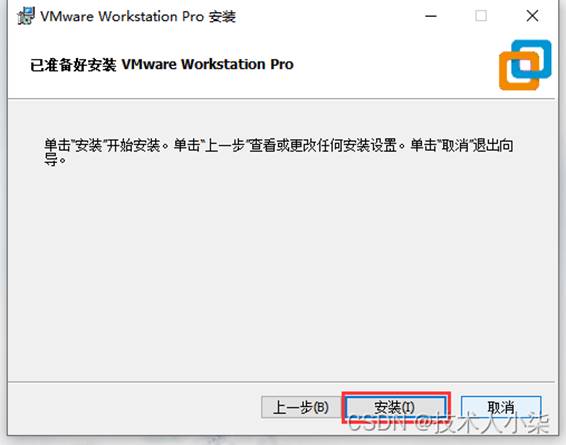 VMware Workstation Pro 安装
已准备好安装 VMware Workstation Pro
单击"安装"开始安装。单击"上一步"查看或更改任何安装设置。单击"取消"退出向
导。
上一步(B) 安装(I) 取消
CSDN @技术人小柒